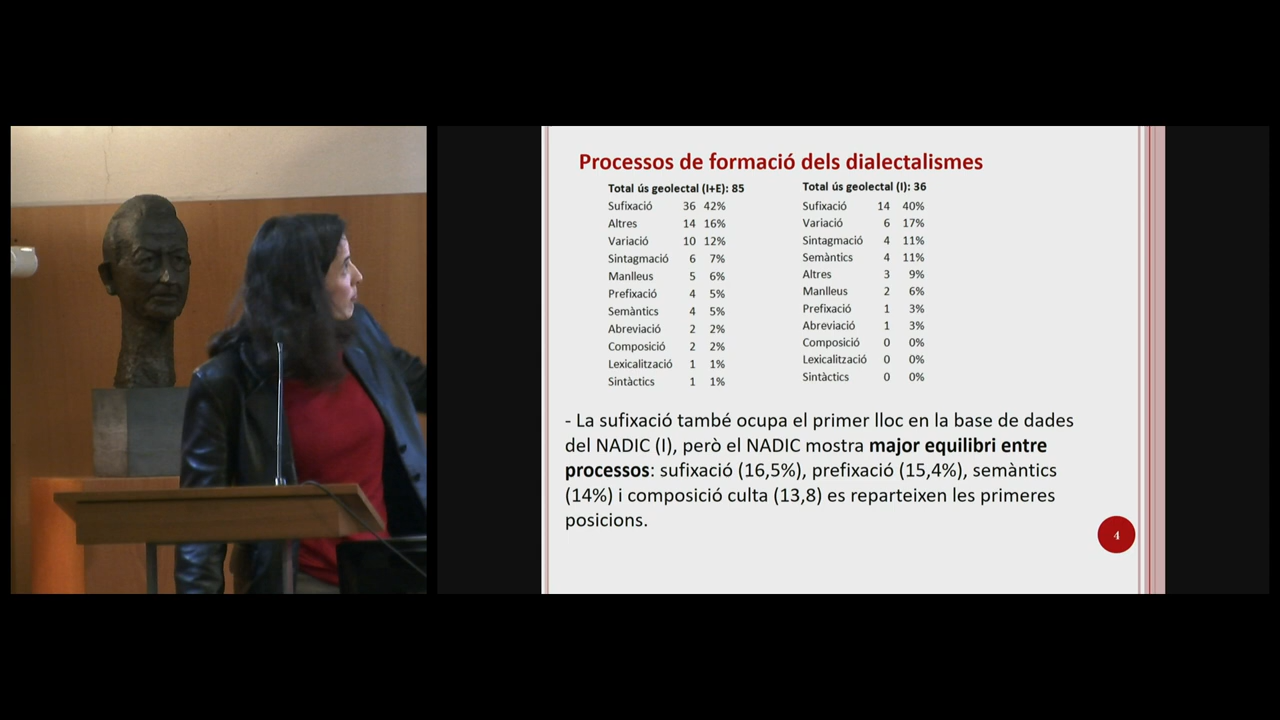 Processos de formació dels dialectalismes
Total ús geolectal (I+E): 85
Sufixació 36 42%
Altres 14 16%
Variació 10 12%
Sintagmació 6 7%
Manlleus 5 6%
Prefixació 4 5%
Semàntics 4 5%
Abreviació 2 2%
Composició 2 2%
Lexicalització 1 1%
Sintàctics 1 1%
Total ús geolectal (I): 36
Sufixació 14 40%
Variació 6 17%
Sintagmació 4 11%
Semàntics 4 11%
Altres 3 9%
Manlleus 2 6%
Prefixació 1 3%
Abreviació 1 3%
Composició 0 0%
Lexicalització 0 0%
Sintàctics 0 0%
- La sufixació també ocupa el primer lloc en la base de dades
del NADIC (I), però el NADIC mostra major equilibri entre
processos: sufixació (16,5%), prefixació (15,4%), semàntics
(14%) i composició culta (13,8) es reparteixen les primeres
posicions.
4